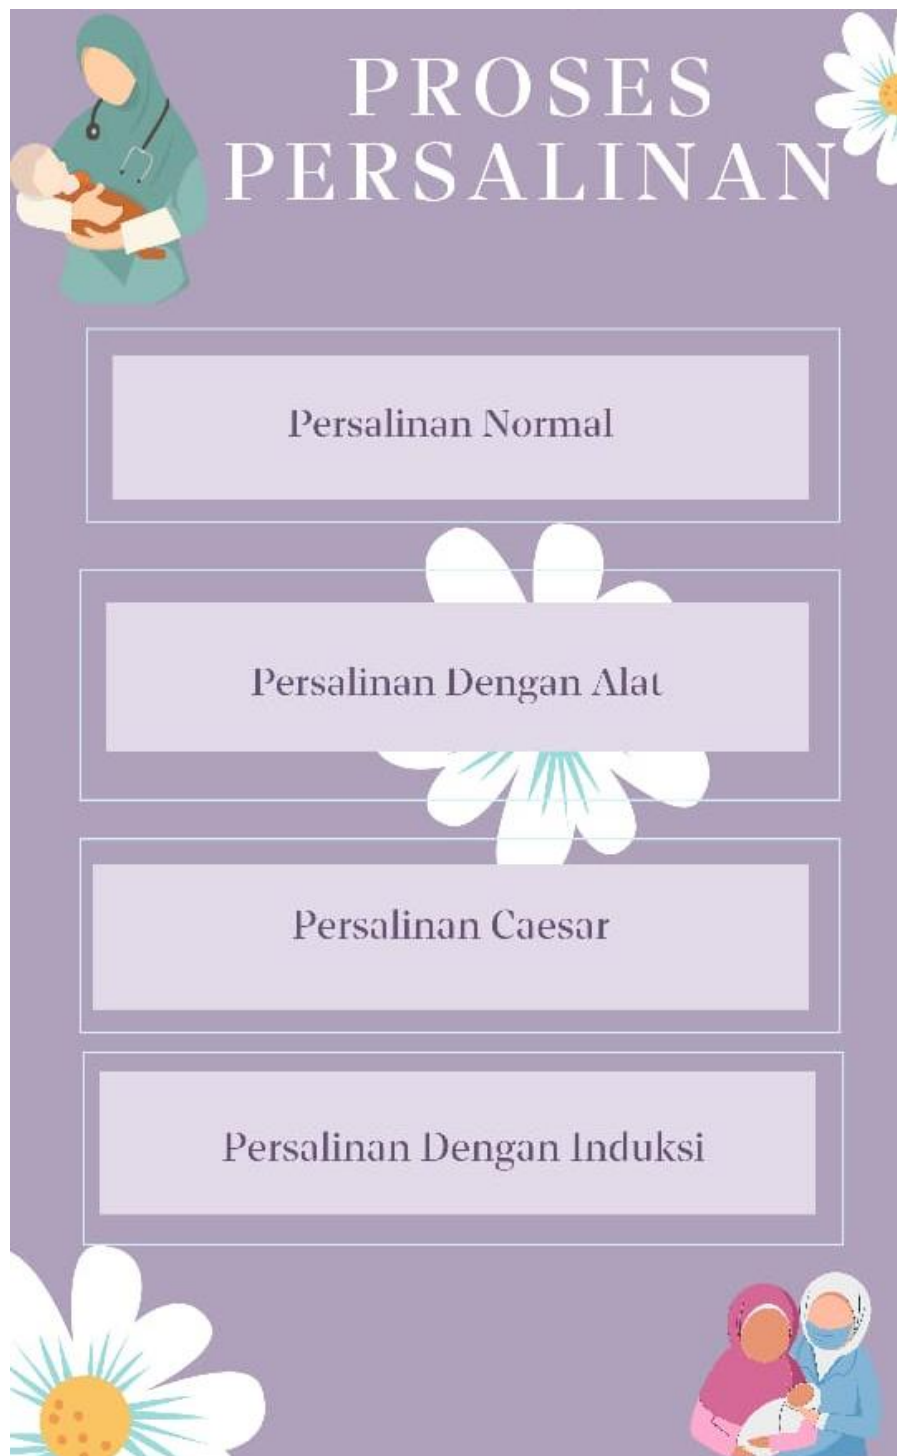 PROSES
PERSALINAN
Persalinan Normal
Persalinan Dengan Alat
Persalinan Caesar
Persalinan Dengan Induksi